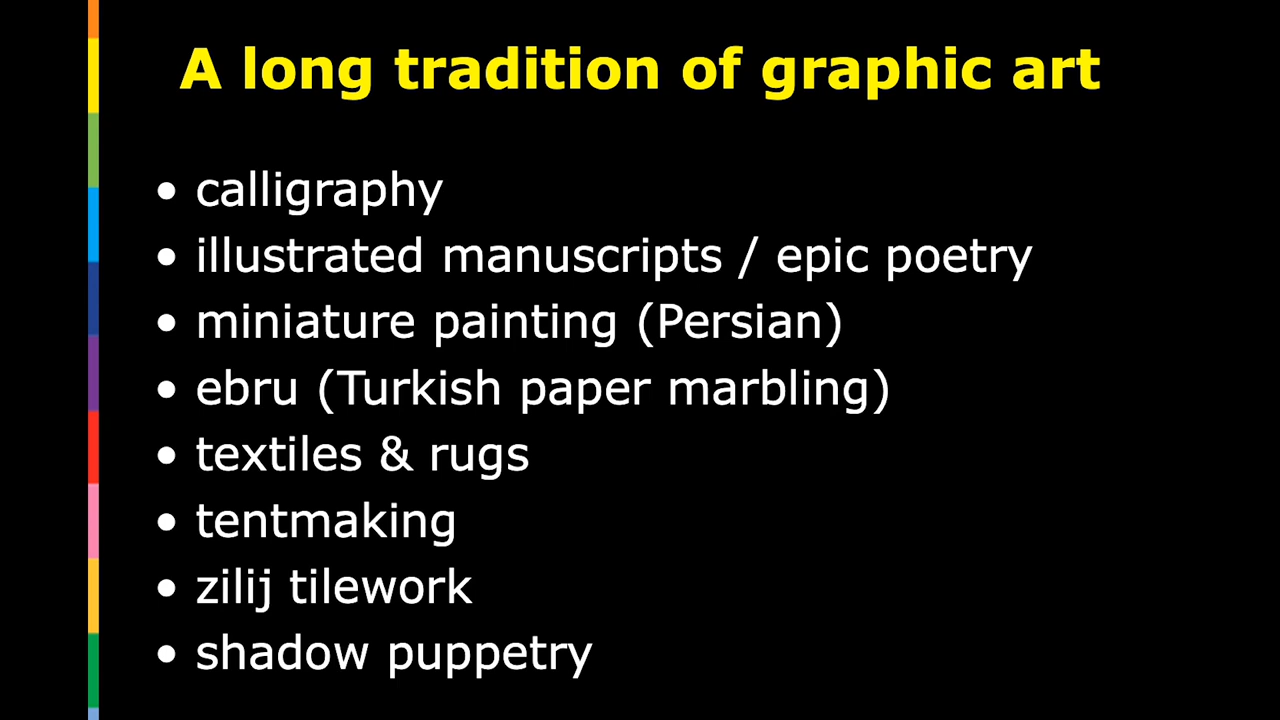 A long tradition of graphic art
• calligraphy
• illustrated manuscripts / epic poetry
• miniature painting (Persian)
• ebru (Turkish paper marbling)
• textiles & rugs
• tentmaking
• zilij tilework
• shadow puppetry